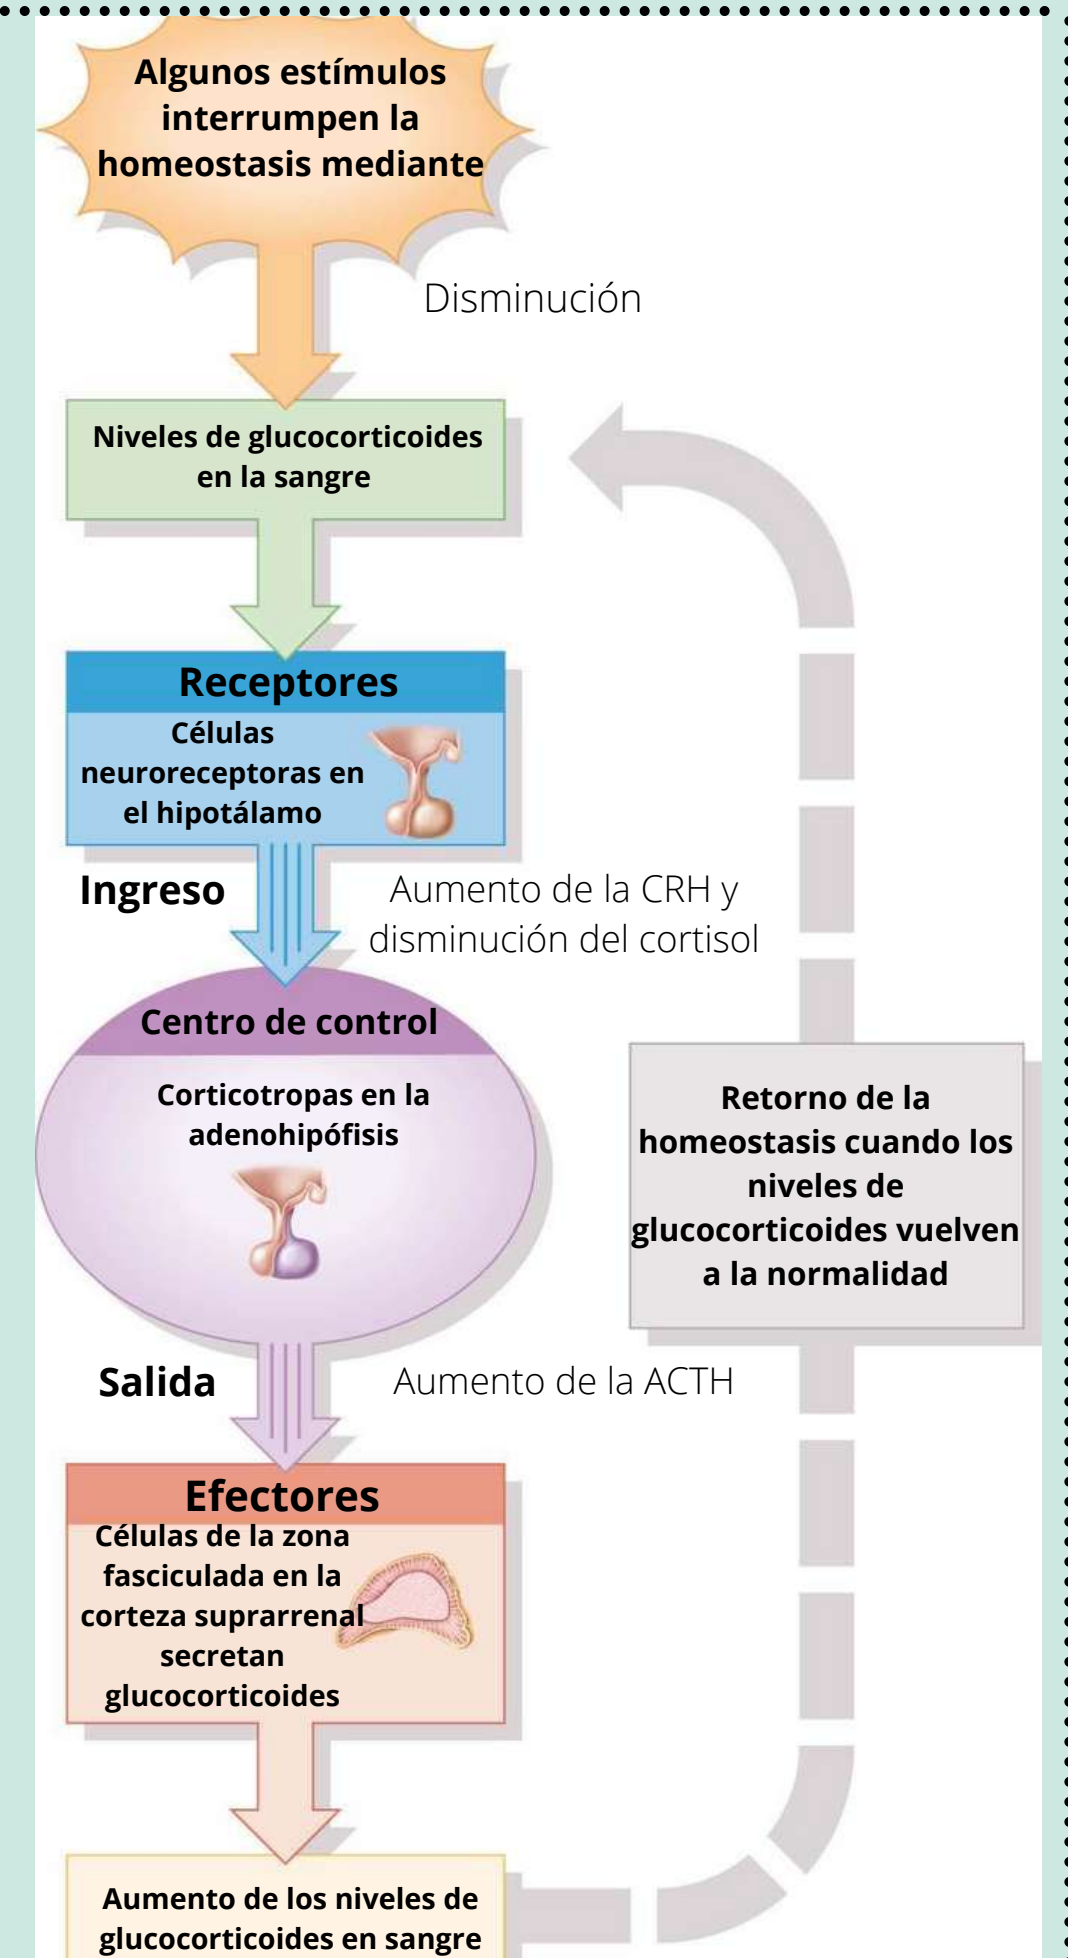 Algunos estímulos
interrumpen la
homeostasis mediante
Disminución
Niveles de glucocorticoides
en la sangre
Receptores
Células
neuroreceptoras en
el hipotálamo
Ingreso
Aumento de la CRH y
disminución del cortisol
Centro de control
Corticotropas en la
adenohipófisis
Retorno de la
homeostasis cuando los
niveles de
glucocorticoides vuelven
a la normalidad
Salida
Aumento de la ACTH
Efectores
Células de la zona
fasciculada en la
corteza suprarrenal
secretan
glucocorticoides
Aumento de los niveles de
glucocorticoides en sangre